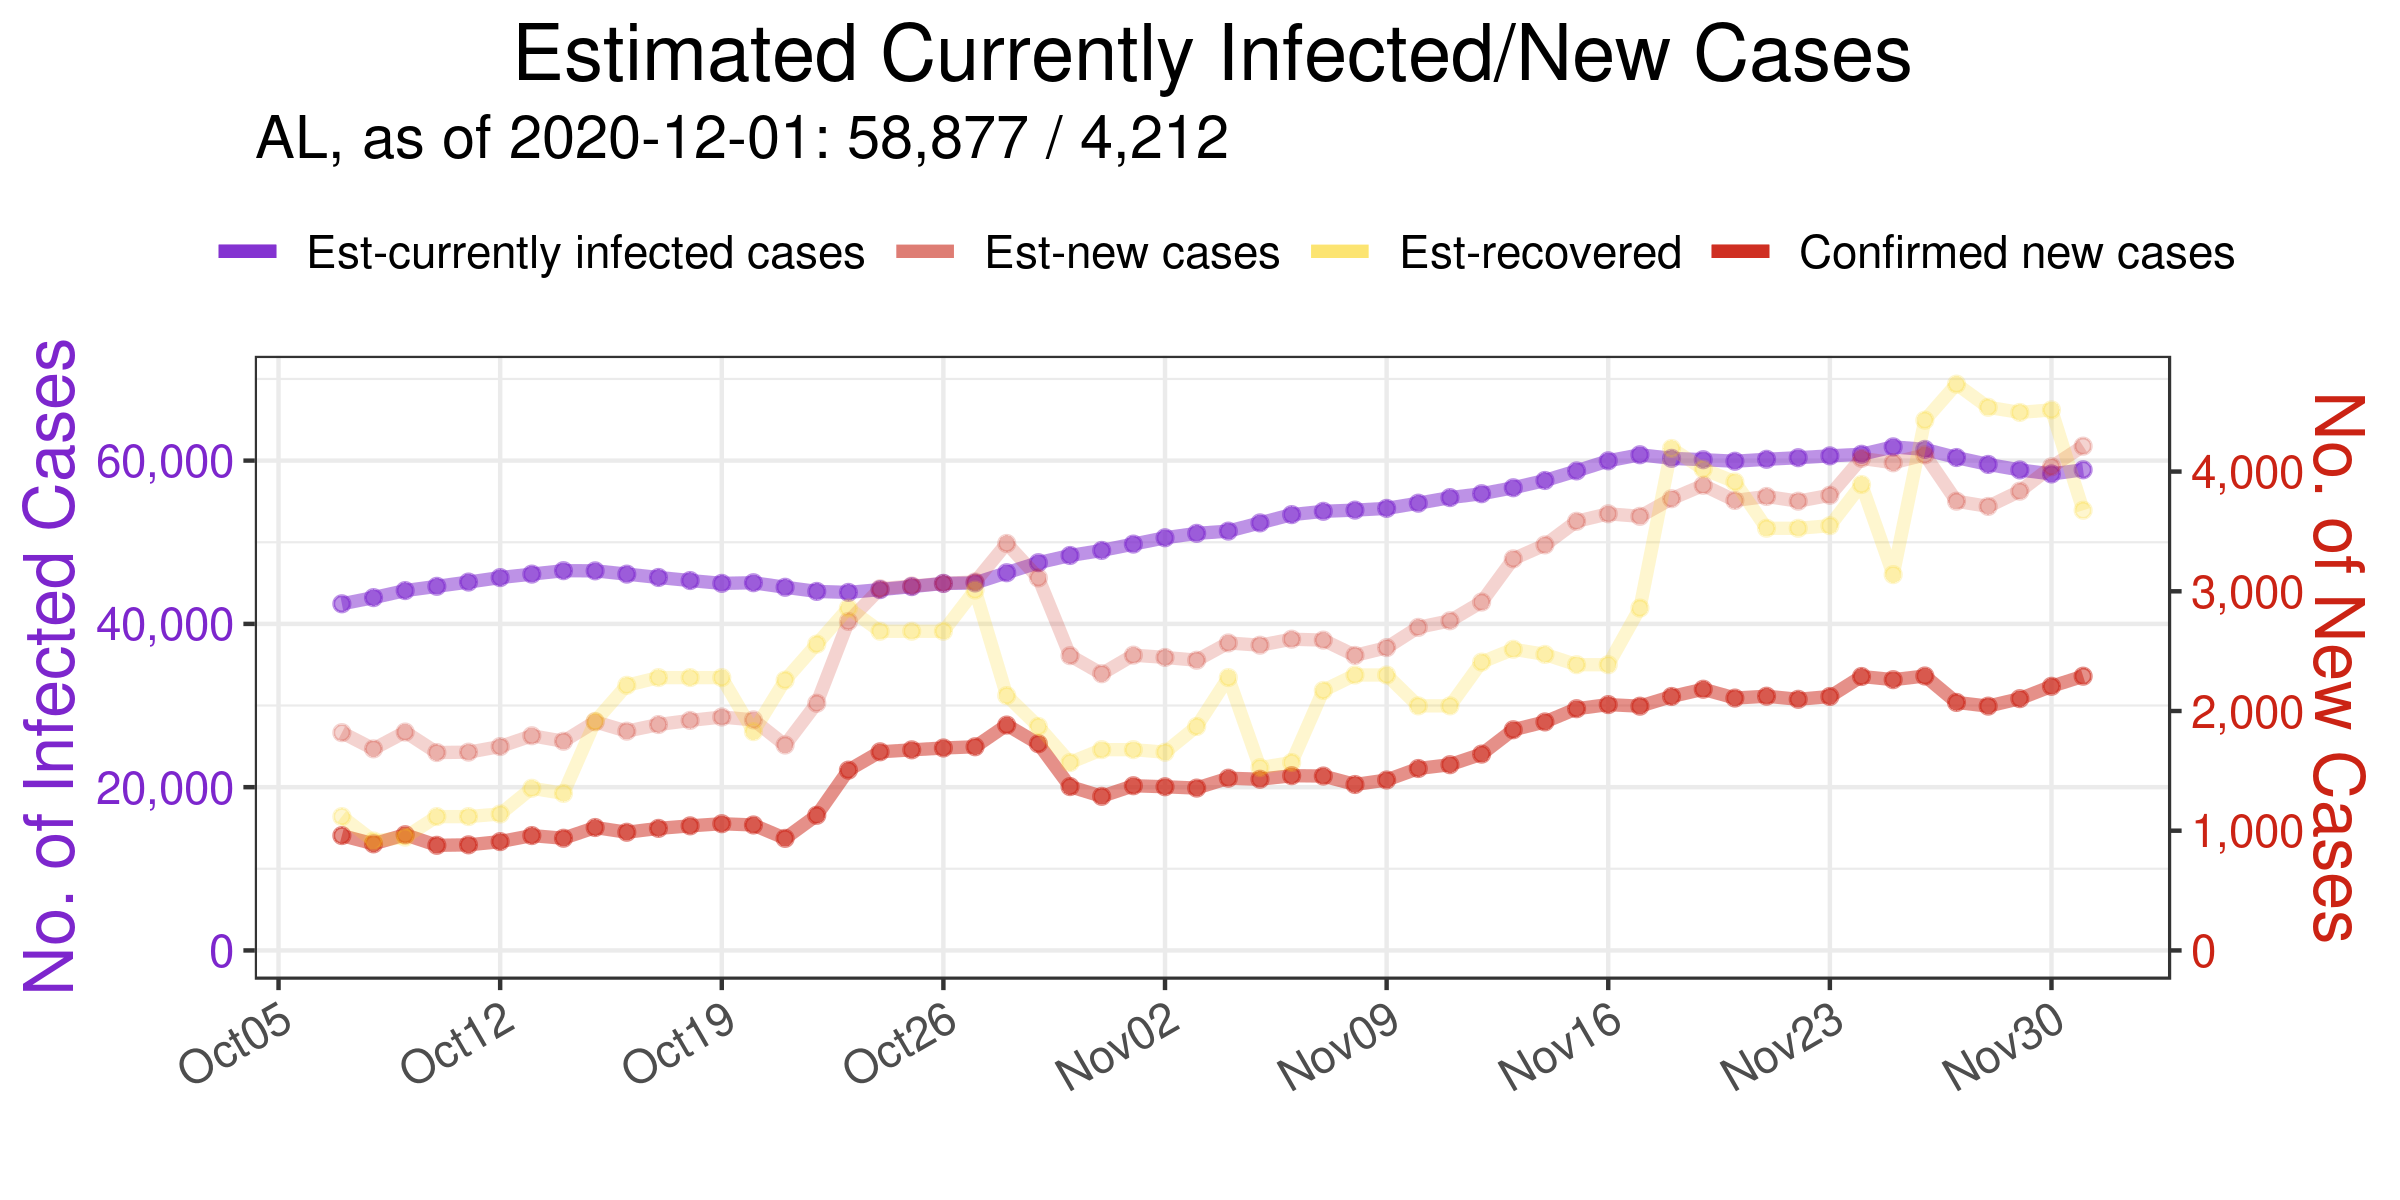 Estimated Currently Infected/New Cases
AL, as of 2020-12-01: 58,877 / 4,212
Est-currently infected cases Est-new cases Est-recovered Confirmed new cases
No. of Infected Cases
60,000
40,000
20,000
0
4,000
3,000
2,000
1,000
0
No. of New Cases
Oct05 Oct12 Oct19 Oct26 Nov02 Nov09 Nov16 Nov23 Nov30